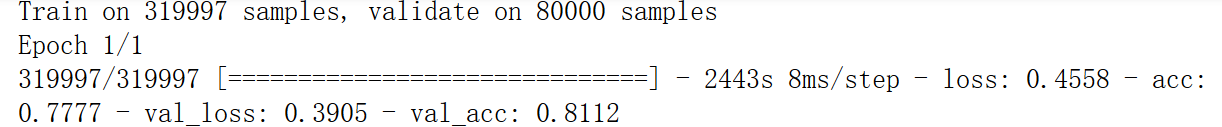 Train on 319997 samples, validate on 80000 samples
Epoch 1/1
319997/319997 [==============================] - 2443s 8ms/step - loss: 0.4558 - acc:
0.7777 - val_loss: 0.3905 - val_acc: 0.8112